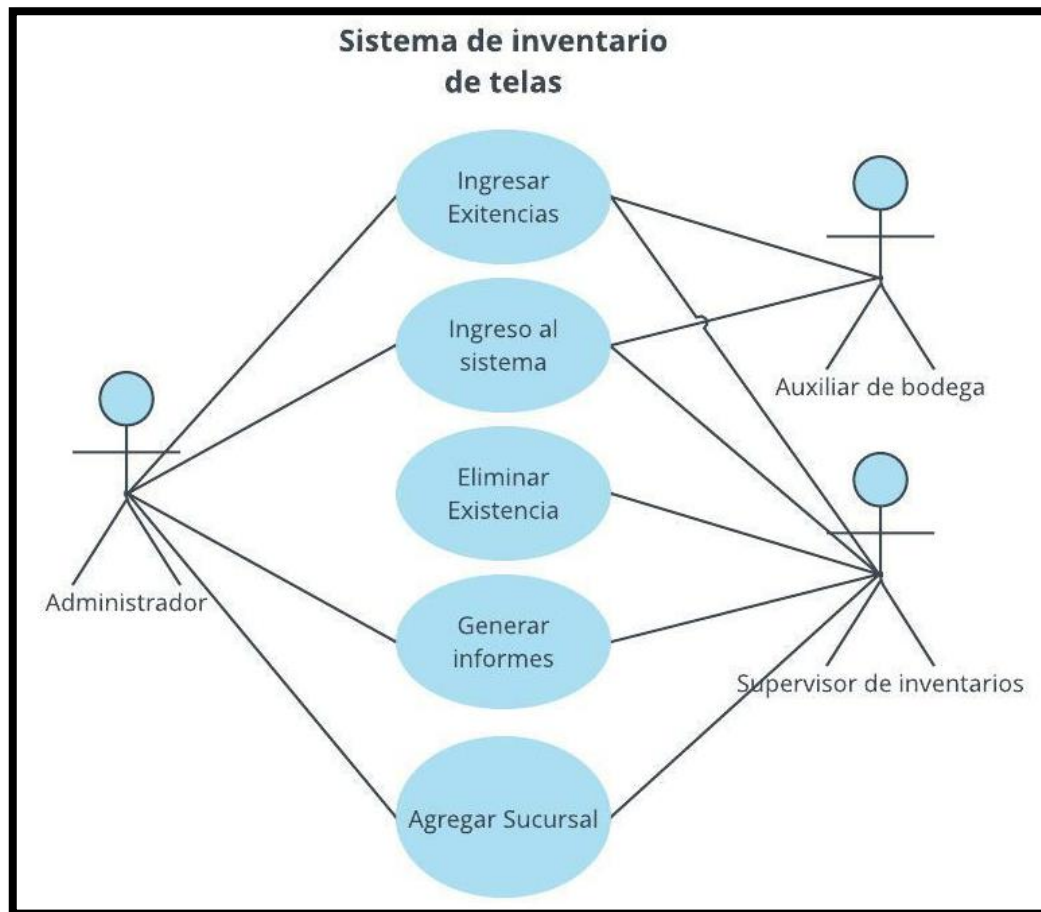 Sistema de inventario
de telas
Ingresar
Exitencias
Ingreso al
sistema
Auxiliar de bodega
Eliminar
Existencia
Administrador
Generar
informes
Supervisor de inventarios
Agregar Sucursal